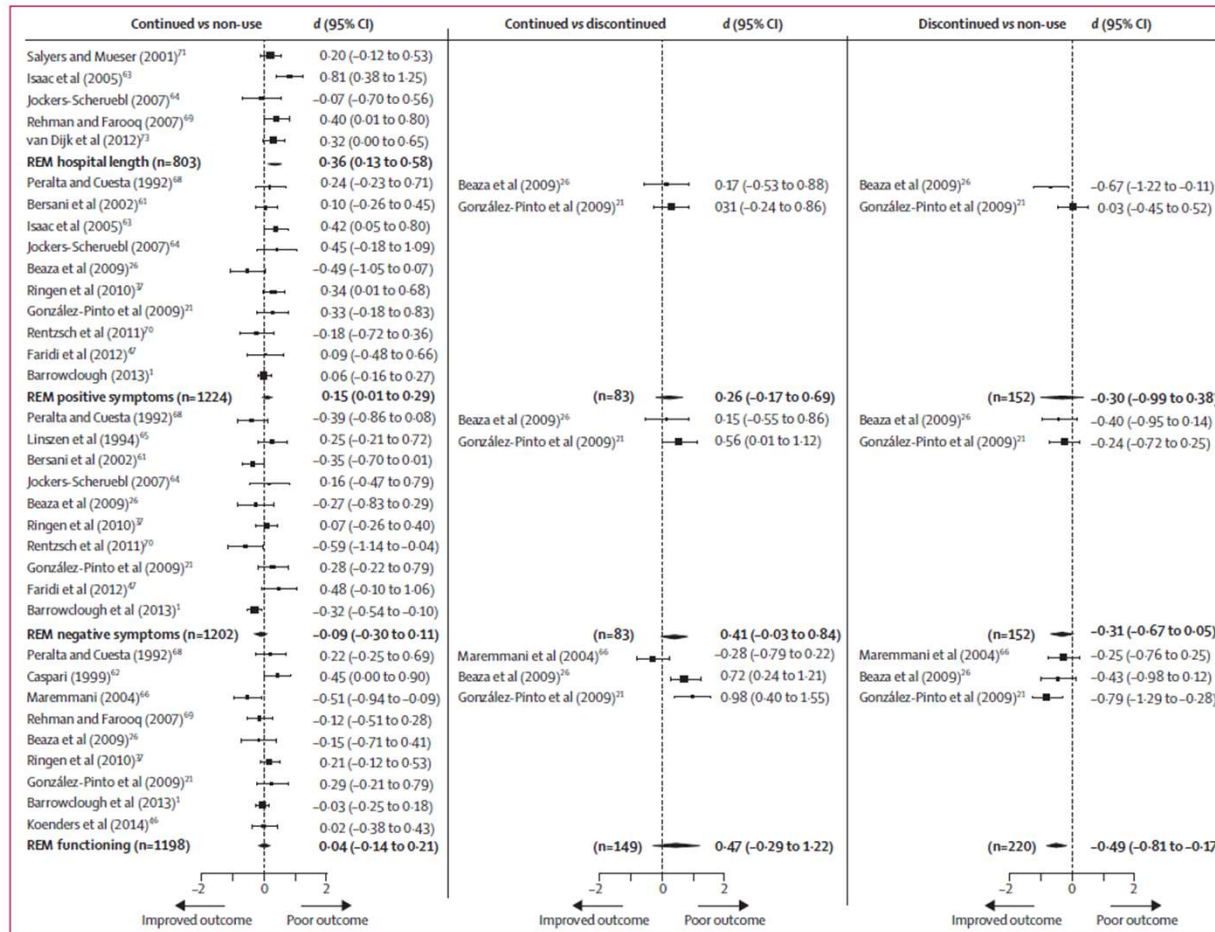 Continued vs non-use d (95% CI) Continued vs discontinued d (95% CI) Discontinued vs non-use d (95% CI)
Salyers and Mueser (2001)71 0·20 (−0·12 to 0·53)
Isaac et al (2005)63 0·81 (0·38 to 1·25)
Jockers-Scheruebl (2007)64 −0·07 (−0·70 to 0·56)
Rehman and Farooq (2007)69 0·40 (0·01 to 0·80)
van Dijk et al (2012)73 0·32 (0·00 to 0·65)
REM hospital length (n=803) 0·36 (0·13 to 0·58)
Peralta and Cuesta (1992)68 0·24 (−0·23 to 0·71) Beaza et al (2009)26 0·17 (−0·53 to 0·88) Beaza et al (2009)26 −0·67 (−1·22 to −0·11)
Bersani et al (2002)61 0·10 (−0·26 to 0·45) González-Pinto et al (2009)21 031 (−0·24 to 0·86) González-Pinto et al (2009)21 0·03 (−0·45 to 0·52)
Isaac et al (2005)63 0·42 (0·05 to 0·80)
Jockers-Scheruebl (2007)64 0·45 (−0·18 to 1·09)
Beaza et al (2009)26 −0·49 (−1·05 to 0·07)
Ringen et al (2010)37 0·34 (0·01 to 0·68)
González-Pinto et al (2009)21 0·33 (−0·18 to 0·83)
Rentzsch et al (2011)70 −0·18 (−0·72 to 0·36)
Faridi et al (2012)47 0·09 (−0·48 to 0·66)
Barrowclough (2013)1 0·06 (−0·16 to 0·27)
REM positive symptoms (n=1224) 0·15 (0·01 to 0·29) (n=83) 0·26 (−0·17 to 0·69) (n=152) −0·30 (−0·99 to 0·38)
Peralta and Cuesta (1992)68 −0·39 (−0·86 to 0·08) Beaza et al (2009)26 0·15 (−0·55 to 0·86) Beaza et al (2009)26 −0·40 (−0·95 to 0·14)
Linszen et al (1994)65 0·25 (−0·21 to 0·72) González-Pinto et al (2009)21 0·56 (0·01 to 1·12) González-Pinto et al (2009)21 −0·24 (−0·72 to 0·25)
Bersani et al (2002)61 −0·35 (−0·70 to 0·01)
Jockers-Scheruebl (2007)64 0·16 (−0·47 to 0·79)
Beaza et al (2009)26 −0·27 (−0·83 to 0·29)
Ringen et al (2010)37 0·07 (−0·26 to 0·40)
Rentzsch et al (2011)70 −0·59 (−1·14 to −0·04)
González-Pinto et al (2009)21 0·28 (−0·22 to 0·79)
Faridi et al (2012)47 0·48 (−0·10 to 1·06)
Barrowclough et al (2013)1 −0·32 (−0·54 to −0·10)
REM negative symptoms (n=1202) −0·09 (−0·30 to 0·11) (n=83) 0·41 (−0·03 to 0·84) (n=152) −0·31 (−0·67 to 0·05)
Peralta and Cuesta (1992)68 0·22 (−0·25 to 0·69) Maremmani et al (2004)66 −0·28 (−0·79 to 0·22) Maremmani et al (2004)66 −0·25 (−0·76 to 0·25)
Caspari (1999)62 0·45 (0·00 to 0·90) Beaza et al (2009)26 0·72 (0·24 to 1·21) Beaza et al (2009)26 −0·43 (−0·98 to 0·12)
Maremmani (2004)66 −0·51 (−0·94 to −0·09) González-Pinto et al (2009)21 0·98 (0·40 to 1·55) González-Pinto et al (2009)21 −0·79 (−1·29 to −0·28)
Rehman and Farooq (2007)69 −0·12 (−0·51 to 0·28)
Beaza et al (2009)26 −0·15 (−0·71 to 0·41)
Ringen et al (2010)37 0·21 (−0·12 to 0·53)
González-Pinto et al (2009)21 0·29 (−0·21 to 0·79)
Barrowclough et al (2013)1 −0·03 (−0·25 to 0·18)
Koenders et al (2014)46 0·02 (−0·38 to 0·43)
REM functioning (n=1198) 0·04 (−0·14 to 0·21) (n=149) 0·47 (−0·29 to 1·22) (n=220) −0·49 (−0·81 to −0·17
−2 0 2 −2 0 2 −2 0 2
Improved outcome Poor outcome Improved outcome Poor outcome Improved outcome Poor outcome